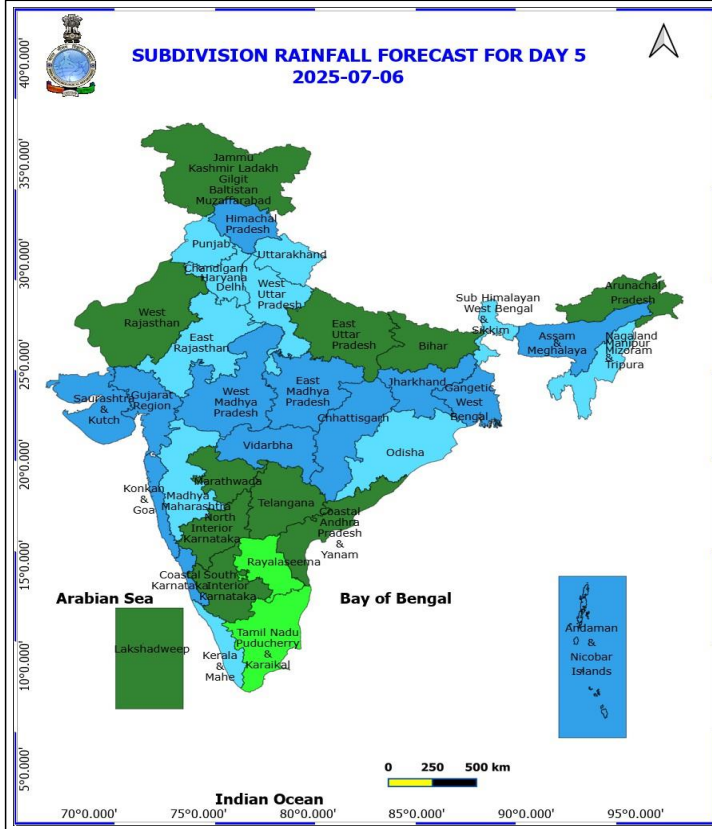 SUBDIVISION RAINFALL FORECAST FOR DAY 5
2025-07-06
40°0.000'
35°0.000'
30°0.000'
25°0.000'
20°0.000'
15°0.000'
10°0.000'
5°0.000'
Jammu
Kashmir Ladakh
Gilgit
Baltistan
Muzaffarabad
Himachal
Pradesh
Punjab
Uttarakhand
Chandigarh
Haryana
Delhi
West
Uttar
Pradesh
West
Rajasthan
East
Rajasthan
East
Uttar
Pradesh
Bihar
Sub Himalayan
West Bengal
&
Sikkim
Arunachal
Pradesh
Assam
&
Meghalaya
Nagaland
Manipur
Mizoram
&
Tripura
Saurashtra
&
Kutch
Gujarat
Region
West
Madhya
Pradesh
East
Madhya
Pradesh
Jharkhand
Gangetic
West
Bengal
Chhattisgarh
Vidarbha
Odisha
Konkan
&
Goa
Madhya
Maharashtra
Marathwada
Telangana
North
Interior
Karnataka
Coastal
Andhra
Pradesh
&
Yanam
Rayalaseema
Coastal
Karnataka
South
Interior
Karnataka
Arabian Sea
Bay of Bengal
Lakshadweep
Kerala
&
Mahe
Tamil Nadu
Puducherry
&
Karaikal
Andaman
&
Nicobar
Islands
0 250 500 km
Indian Ocean
70°0.000' 75°0.000' 80°0.000' 85°0.000' 90°0.000' 95°0.000'